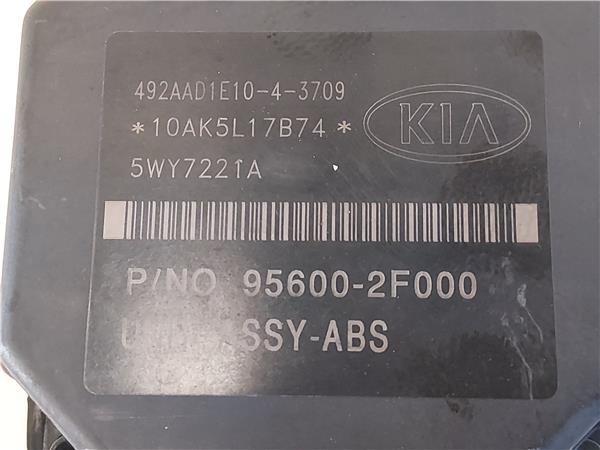 492AAD1E10-4-3709
*10AK5L17B74*
KIA
5WY7221A
P/NO 95600-2F000
SSY-ABS